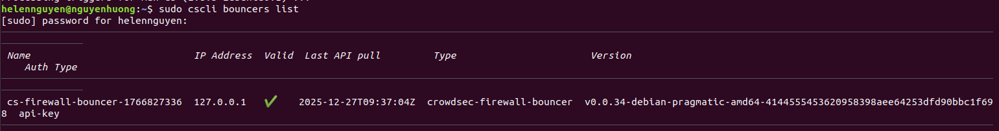 helennguyen@nguyenhuong:~$ sudo cscli bouncers list
[sudo] password for helennguyen:
Name IP Address Valid Last API pull Type Version
Auth Type
cs-firewall-bouncer-1766827336 127.0.0.1 ✔ 2025-12-27T09:37:04Z crowdsec-firewall-bouncer v0.0.34-debian-pragmatic-amd64-4144555453620958398aee64253dfd90bbc1f69
8 api-key